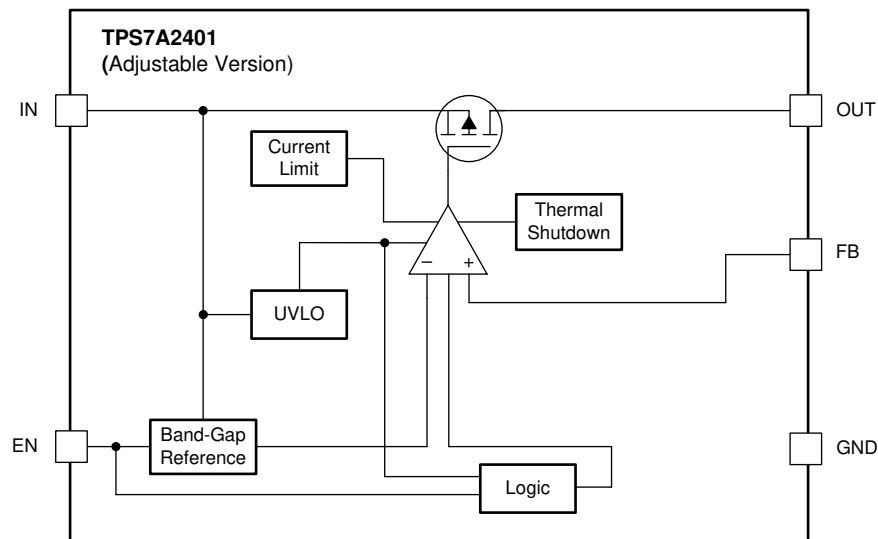 TPS7A2401
(Adjustable Version)
IN
OUT
Current
Limit
Thermal
Shutdown
− +
FB
UVLO
EN
Band-Gap
Reference
GND
Logic